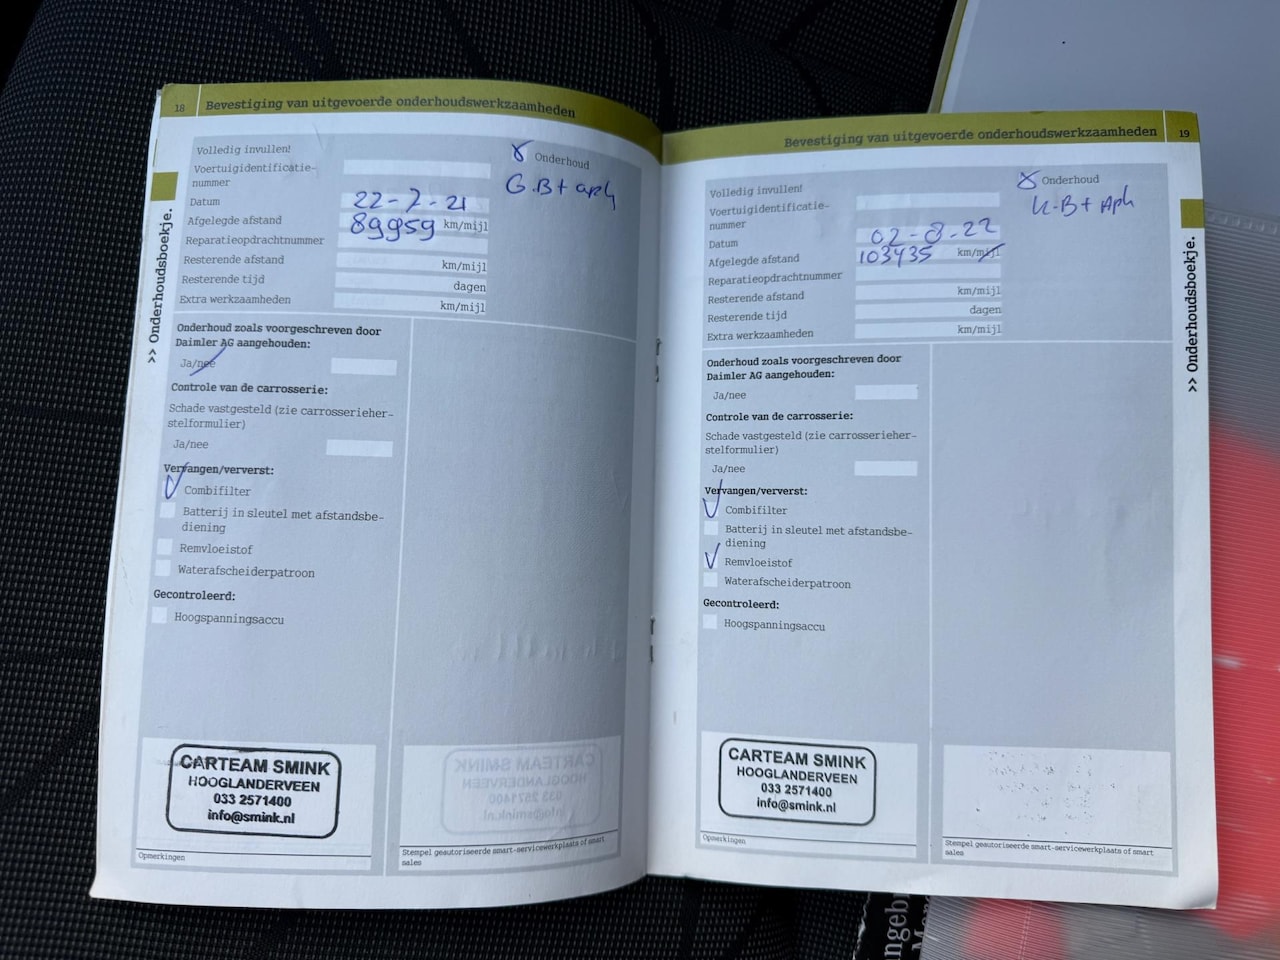 18 Bevestiging van uitgevoerde onderhoudswerkzaamheden
Volledig invullen!
Voertuigidentificatie-
nummer
Datum 22-7-21
Afgelegde afstand 89959 km/mijl
Reparatieopdrachtnummer
Resterende afstand km/mijl
Resterende tijd dagen
Extra werkzaamheden km/mijl
Onderhoud
G.B + aph
Onderhoud zoals voorgeschreven door
Daimler AG aangehouden:
Ja/nee
Controle van de carrosserie:
Schade vastgesteld (zie carrosserieher-
stelformulier)
Ja/nee
Vervangen/ververst:
Combifilter
Batterij in sleutel met afstandsbe-
diening
Remvloeistof
Waterafscheiderpatroon
Gecontroleerd:
Hoogspanningsaccu
CARTEAM SMINK
HOOGLANDERVEEN
033 2571400
info@smink.nl
Opmerkingen
Stempel geautoriseerde smart-servicewerkplaats of smart
sales
>> Onderhoudsboekje.
Bevestiging van uitgevoerde onderhoudswerkzaamheden 19
Volledig invullen!
Voertuigidentificatie-
nummer
Datum 02-8-22
Afgelegde afstand 103435 km/mijl
Reparatieopdrachtnummer
Resterende afstand km/mijl
Resterende tijd dagen
Extra werkzaamheden km/mijl
Onderhoud
K-B + Aph
Onderhoud zoals voorgeschreven door
Daimler AG aangehouden:
Ja/nee
Controle van de carrosserie:
Schade vastgesteld (zie carrosserieher-
stelformulier)
Ja/nee
Vervangen/ververst:
Combifilter
Batterij in sleutel met afstandsbe-
diening
Remvloeistof
Waterafscheiderpatroon
Gecontroleerd:
Hoogspanningsaccu
CARTEAM SMINK
HOOGLANDERVEEN
033 2571400
info@smink.nl
Opmerkingen
Stempel geautoriseerde smart-servicewerkplaats of smart
sales
>> Onderhoudsboekje.